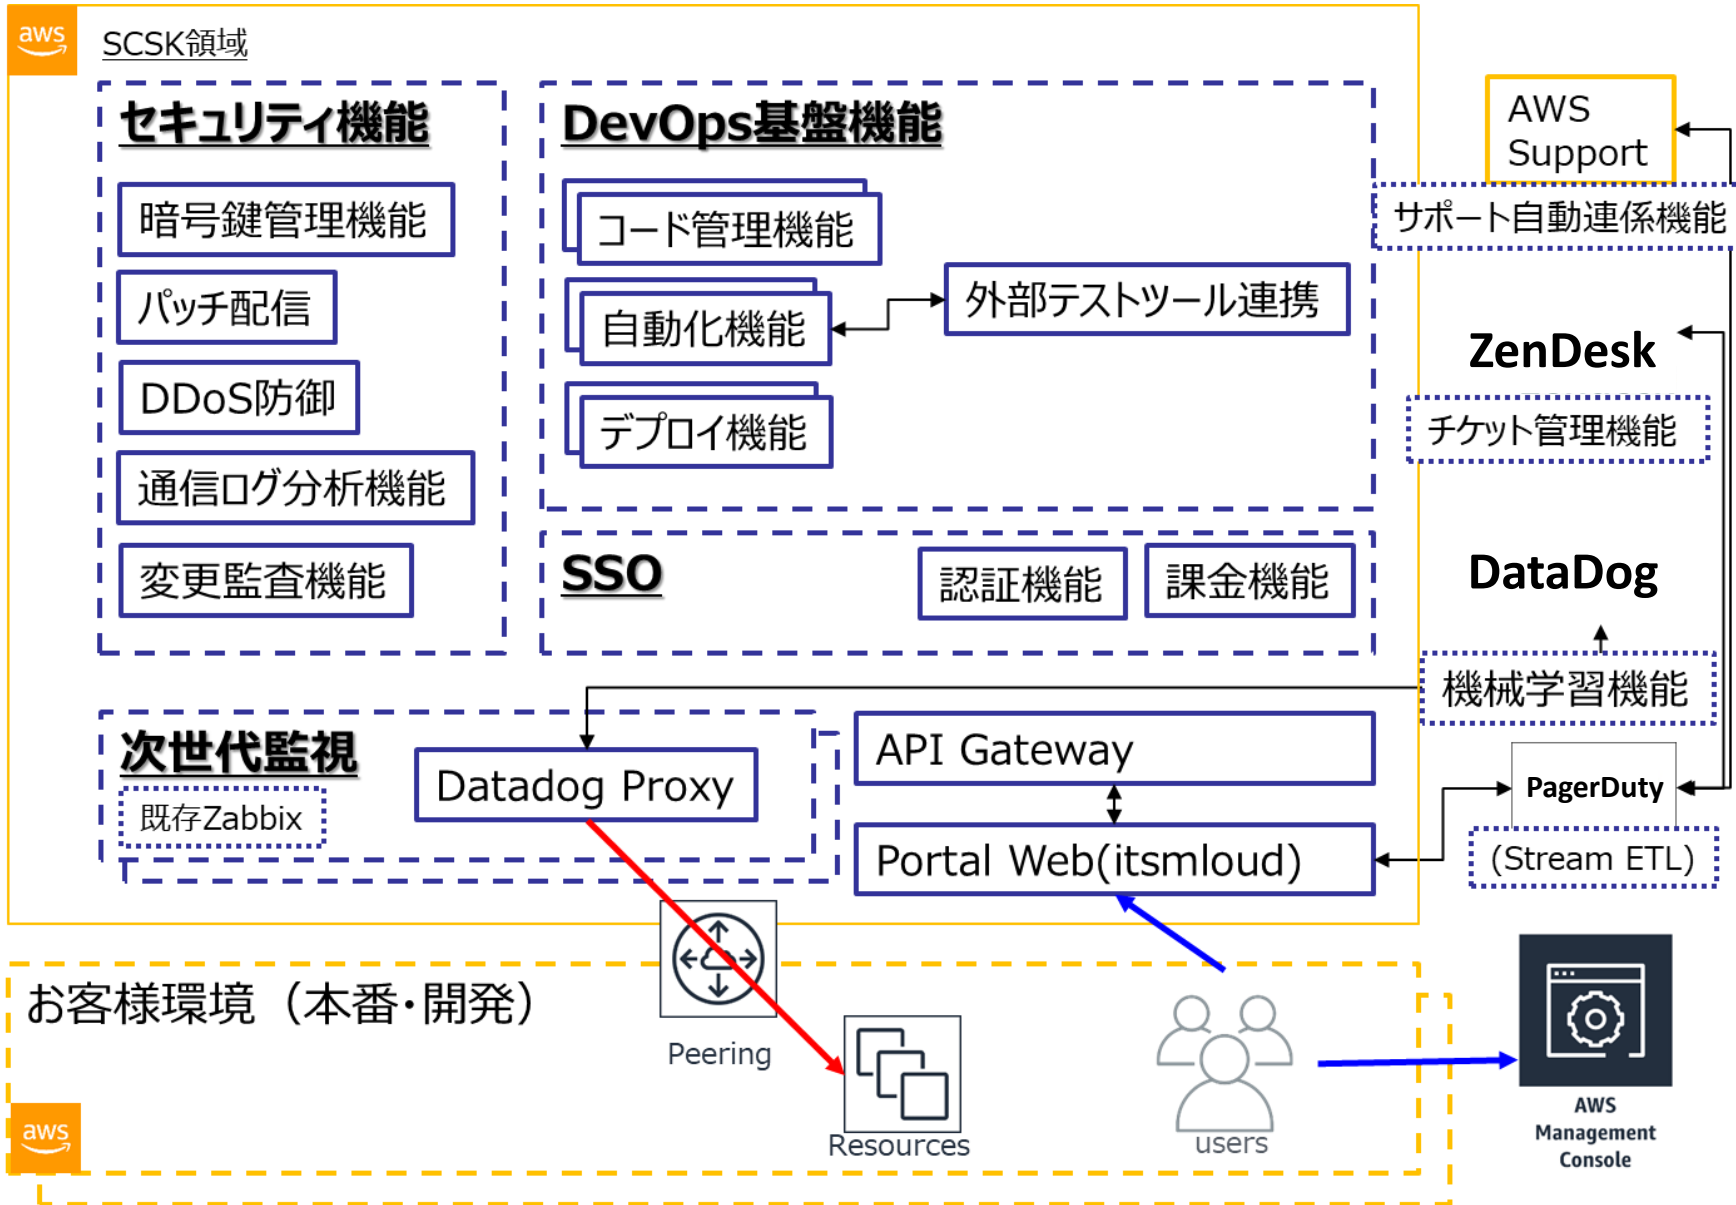 aws
SCSK領域
セキュリティ機能
暗号鍵管理機能
パッチ配信
DDoS防御
通信ログ分析機能
変更監査機能
DevOps基盤機能
コード管理機能
自動化機能
外部テストツール連携
デプロイ機能
SSO
認証機能
課金機能
AWS
Support
サポート自動連係機能
ZenDesk
チケット管理機能
DataDog
機械学習機能
PagerDuty
(Stream ETL)
次世代監視
既存Zabbix
Datadog Proxy
API Gateway
Portal Web(itsmloud)
お客様環境（本番・開発）
Peering
Resources
users
AWS
Management
Console
aws